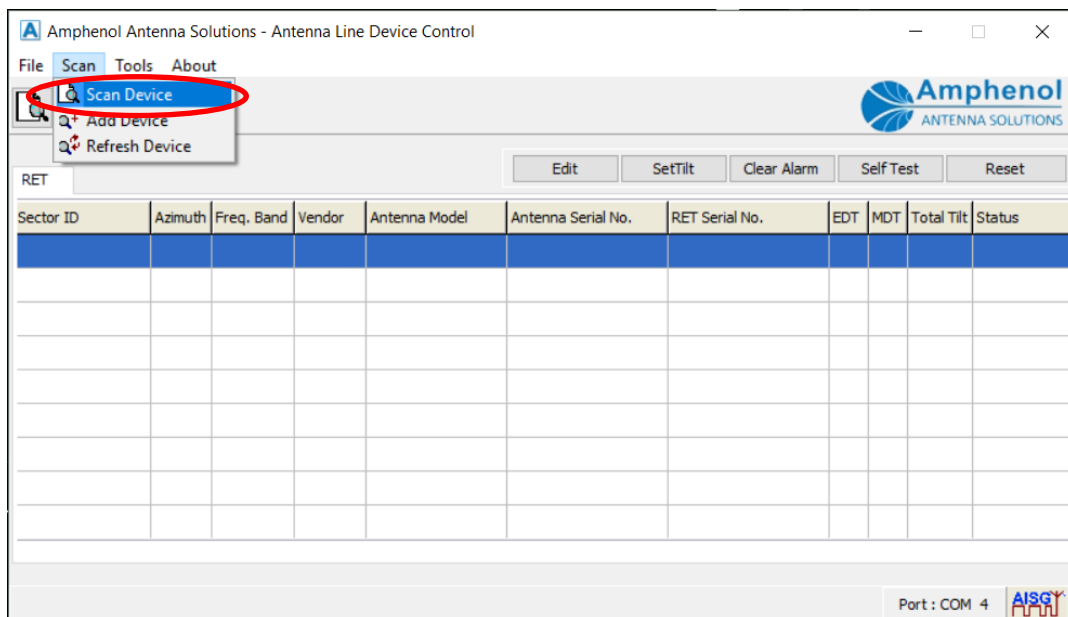 Amphenol Antenna Solutions - Antenna Line Device Control
File Scan Tools About
Scan Device
Add Device
Refresh Device
Amphenol
ANTENNA SOLUTIONS
RET
Edit SetTilt Clear Alarm Self Test Reset
Sector ID Azimuth Freq. Band Vendor Antenna Model Antenna Serial No. RET Serial No. EDT MDT Total Tilt Status
Port : COM 4 AISG